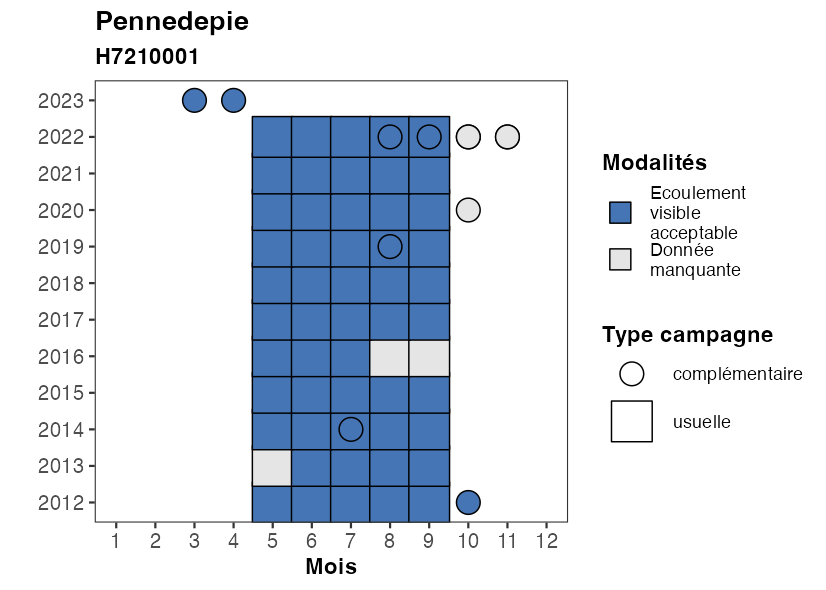 Pennedepie
H7210001
2023
2022
2021
2020
2019
2018
2017
2016
2015
2014
2013
2012
1 2 3 4 5 6 7 8 9 10 11 12
Mois
Modalités
Ecoulement
visible
acceptable
Donnée
manquante
Type campagne
complémentaire
usuelle